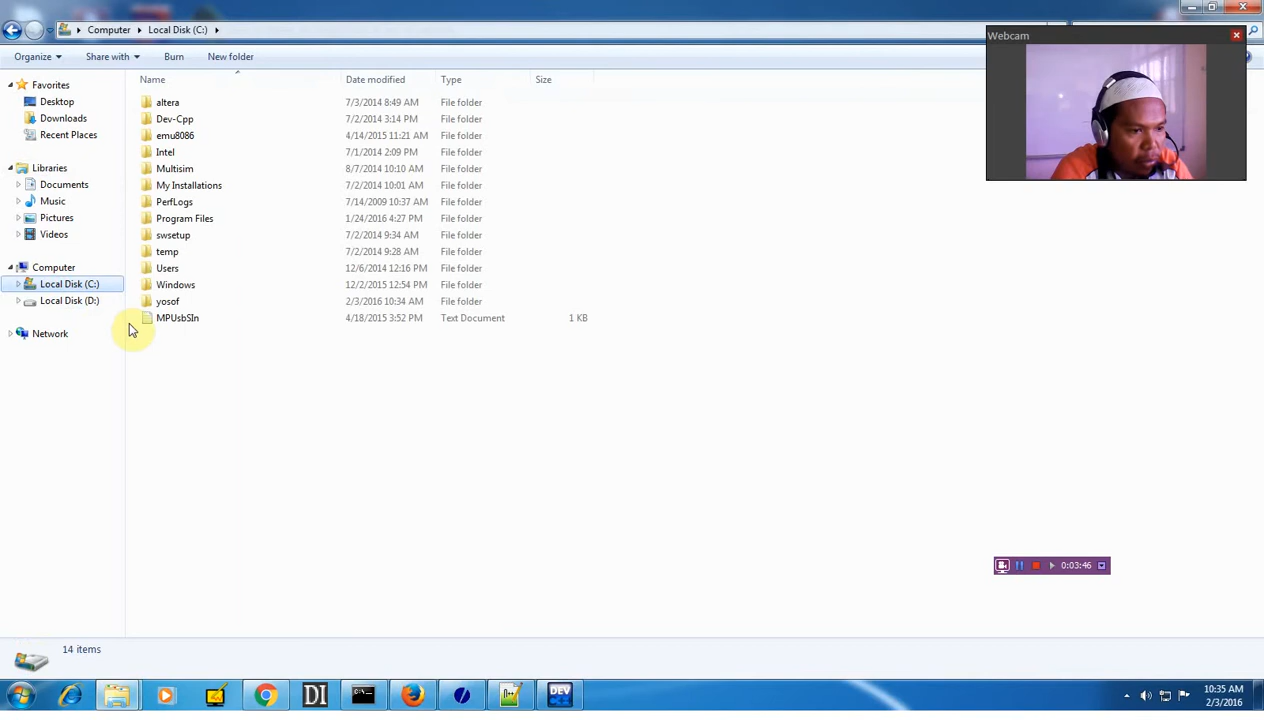 Computer Local Disk (C:)
Webcam
Organize Share with Burn New folder
Name Date modified Type Size
Favorites
Desktop
Downloads
Recent Places
Libraries
Documents
Music
Pictures
Videos
Computer
Local Disk (C:)
Local Disk (D:)
Network
altera 7/3/2014 8:49 AM File folder
Dev-Cpp 7/2/2014 3:14 PM File folder
emu8086 4/14/2015 11:21 AM File folder
Intel 7/1/2014 2:09 PM File folder
Multisim 8/7/2014 10:10 AM File folder
My Installations 7/2/2014 10:01 AM File folder
PerfLogs 7/14/2009 10:37 AM File folder
Program Files 1/24/2016 4:27 PM File folder
swsetup 7/2/2014 9:34 AM File folder
temp 7/2/2014 9:28 AM File folder
Users 12/6/2014 12:16 PM File folder
Windows 12/2/2015 12:54 PM File folder
yosof 2/3/2016 10:34 AM File folder
MPUsbSIn 4/18/2015 3:52 PM Text Document 1 KB
0:03:46
14 items
DI
DEV
10:35 AM
2/3/2016